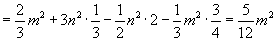 = 2/3 m² + 3n² · 1/3 − 1/2 n² · 2 − 1/3 m² · 3/4 = 5/12 m²